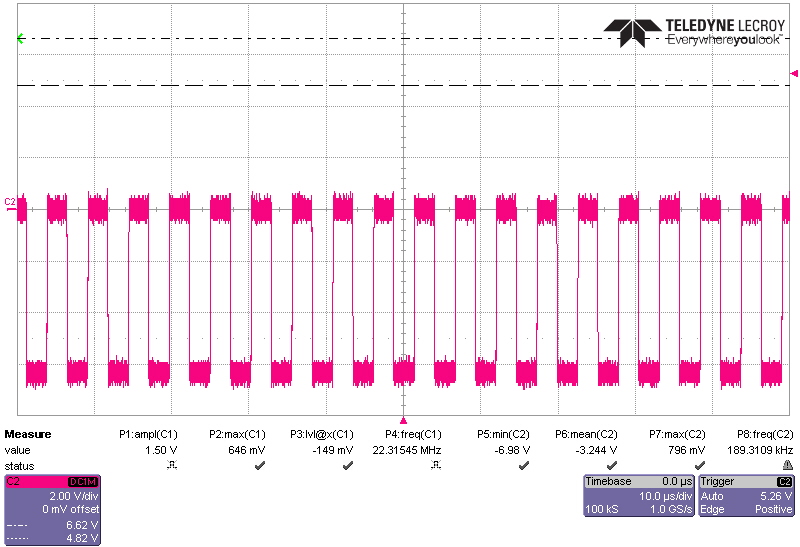 TELEDYNE LECROY
Everywhereyoulook™
C2
Measure P1:ampl(C1) P2:max(C1) P3:lvl@x(C1) P4:freq(C1) P5:min(C2) P6:mean(C2) P7:max(C2) P8:freq(C2)
value 1.50 V 646 mV -149 mV 22.31545 MHz -6.98 V -3.244 V 796 mV 189.3109 kHz
status
C2 DC1M
2.00 V/div
0 mV offset
6.62 V
4.82 V
Timebase 0.0 µs
10.0 µs/div
100 kS 1.0 GS/s
Trigger C2
Auto 5.26 V
Edge Positive